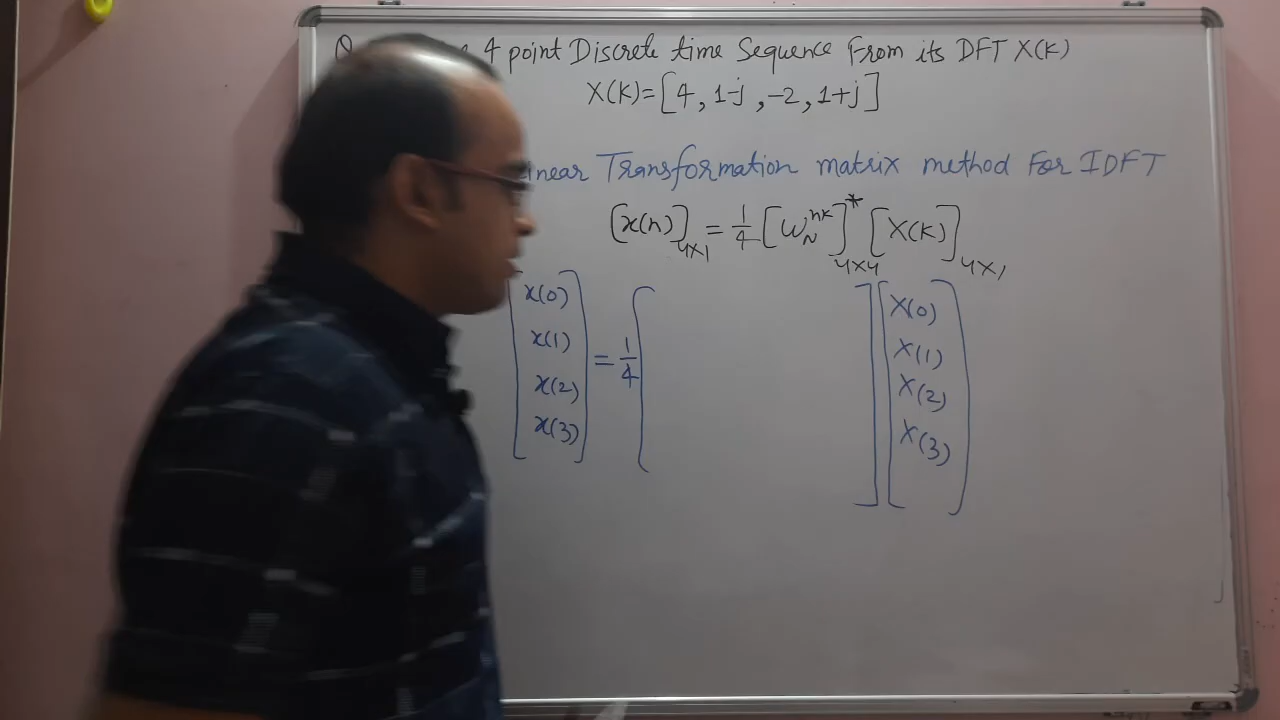 4 point Discrete time Sequence From its DFT X(K)
X(K)=[4, 1-j, -2, 1+j]
inear Transformation matrix method For IDFT
[x(n)]₄ₓ₁ = 1/4 [W_N^nk]*₄ₓ₄ [X(K)]₄ₓ₁
[x(0) = 1/4 [ ] [X(0)
x(1) X(1)
x(2) X(2)
x(3)] X(3)]